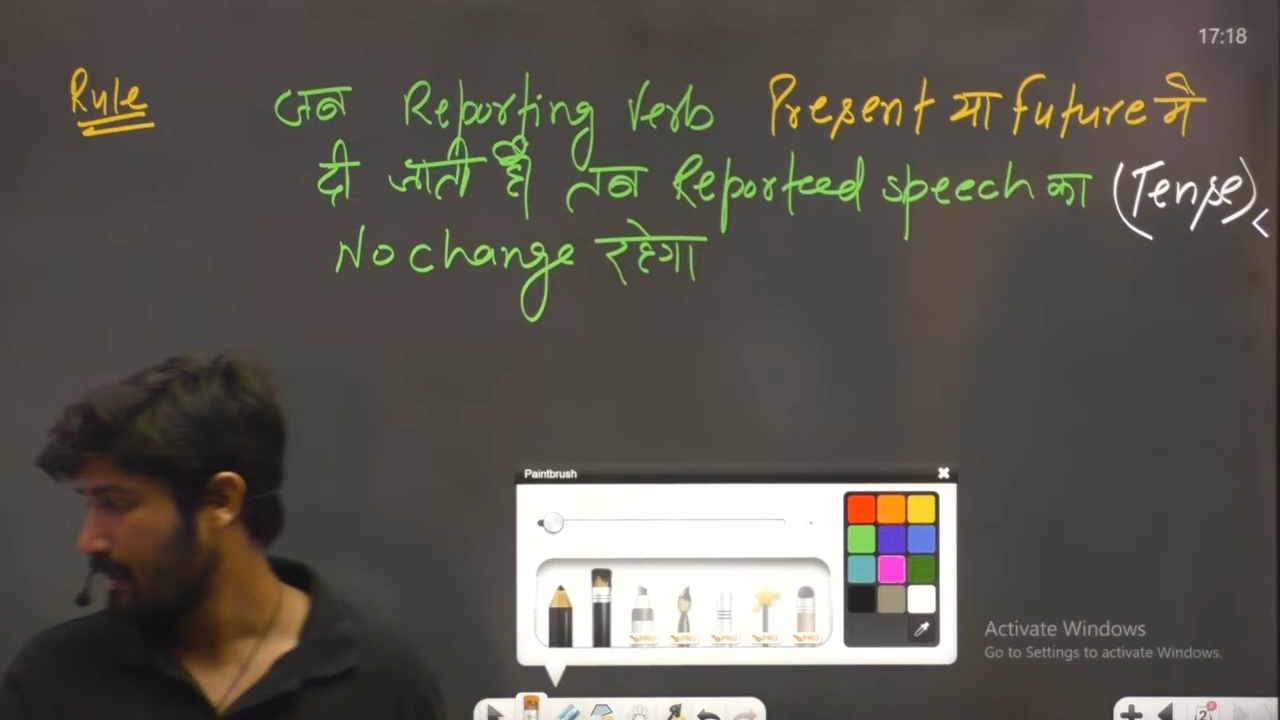 17:18
Rule
जब Reporting Verb Present या future मे
दी जाती है तब Reported speech का (Tense)
No change रहेगा
Paintbrush
PRO PRO PRO PRO PRO
Activate Windows
Go to Settings to activate Windows.
2